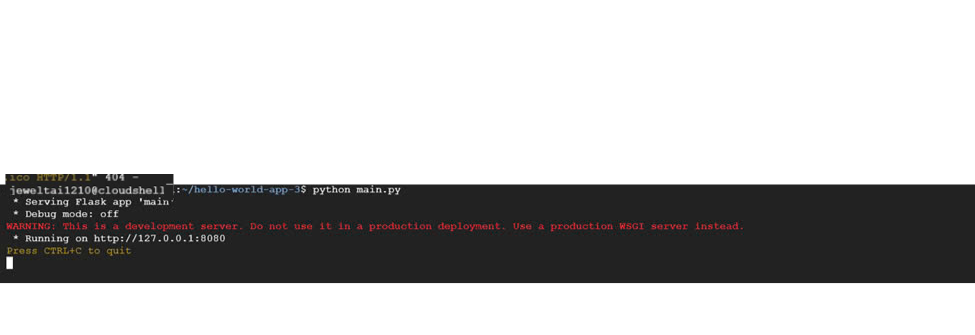 .ico HTTP/1.1" 404 -
jeweltai1210@cloudshell:~/hello-world-app-3$ python main.py
* Serving Flask app 'main'
* Debug mode: off
WARNING: This is a development server. Do not use it in a production deployment. Use a production WSGI server instead.
* Running on http://127.0.0.1:8080
Press CTRL+C to quit